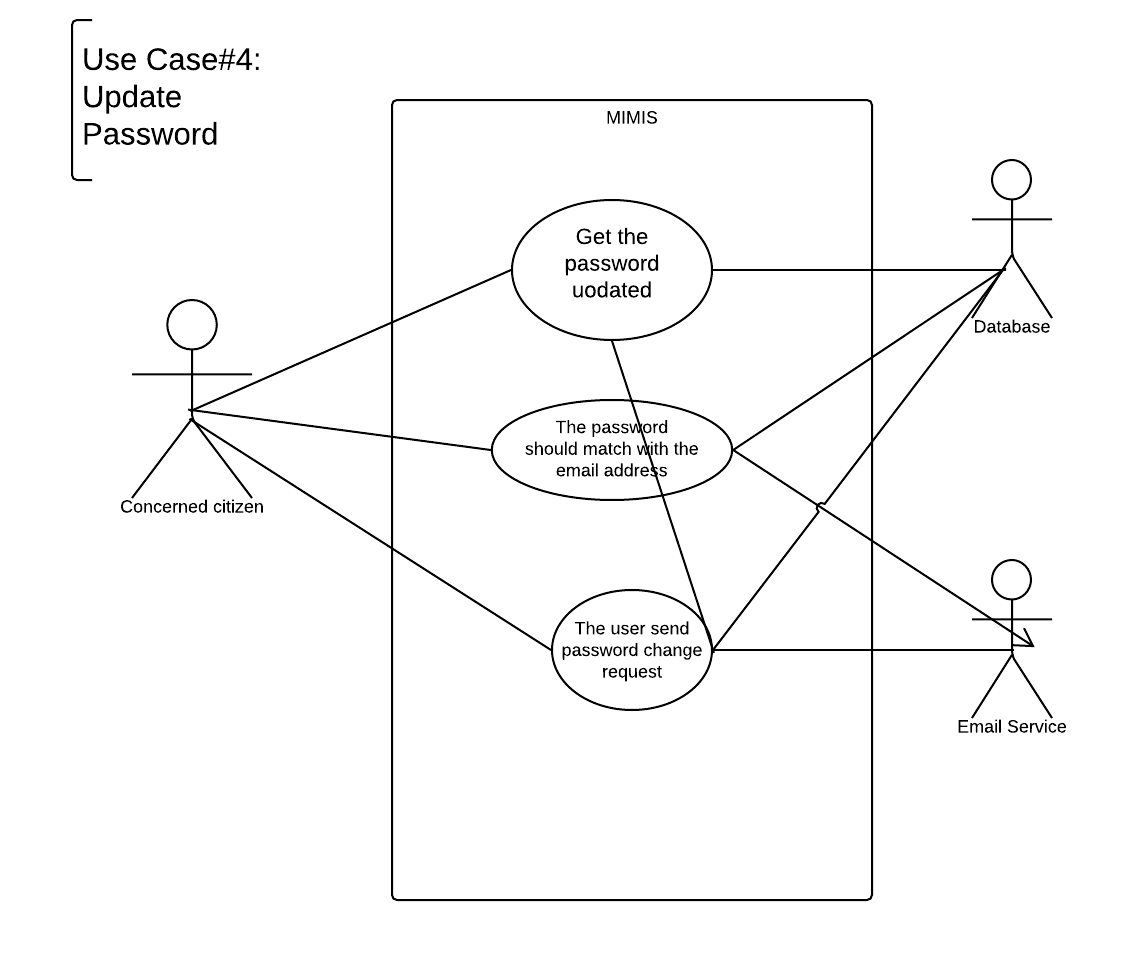 Use Case#4:
Update
Password
MIMIS
Get the
password
uodated
Database
The password
should match with the
email address
Concerned citizen
The user send
password change
request
Email Service